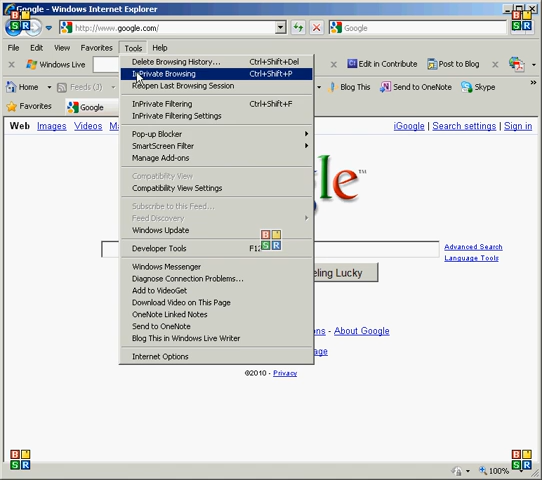 Google - Windows Internet Explorer
http://www.google.com/
Google
File Edit View Favorites Tools Help
Windows Live
Edit in Contribute Post to Blog
Home Feeds (J) Blog This OneNote Skype
Favorites Google
Delete Browsing History... Ctrl+Shift+Del
InPrivate Browsing Ctrl+Shift+P
Reopen Last Browsing Session
InPrivate Filtering Ctrl+Shift+F
InPrivate Filtering Settings
Pop-up Blocker
SmartScreen Filter
Manage Add-ons
Compatibility View
Compatibility View Settings
Subscribe to this Feed...
Feed Discovery
Windows Update
Developer Tools F12
Windows Messenger
Diagnose Connection Problems...
Add to VideoGet
Download Video on This Page
OneNote Linked Notes
Send to OneNote
Blog This in Windows Live Writer
Internet Options
Web Images Videos
iGoogle | Search settings | Sign in
gle™
Advanced Search
Language Tools
eling Lucky
ons - About Google
age
©2010 - Privacy
100%
BB SR